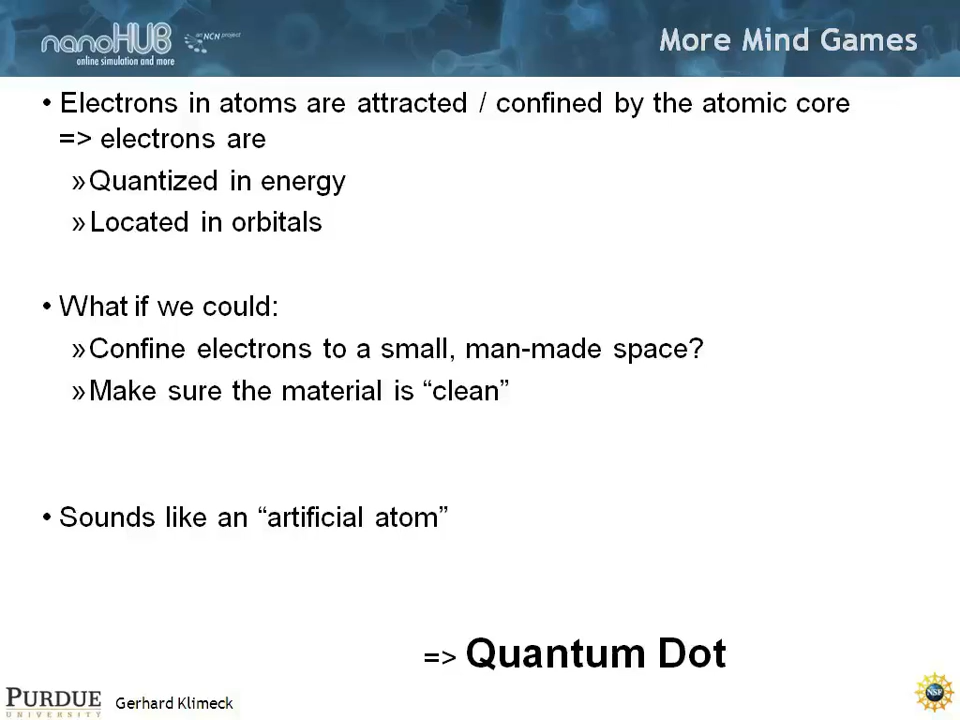 nanoHUB
an NCN project
online simulation and more
More Mind Games
• Electrons in atoms are attracted / confined by the atomic core
=> electrons are
»Quantized in energy
»Located in orbitals
• What if we could:
»Confine electrons to a small, man-made space?
»Make sure the material is “clean”
• Sounds like an “artificial atom”
=> Quantum Dot
PURDUE
UNIVERSITY
Gerhard Klimeck
NSF